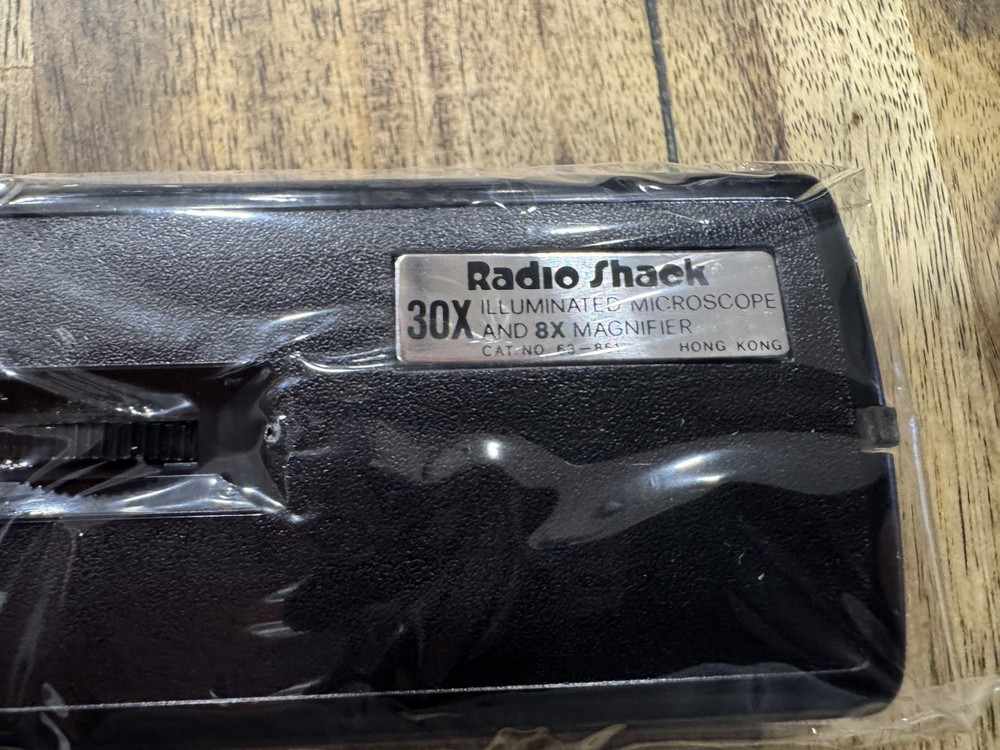 Radio Shack
30X ILLUMINATED MICROSCOPE
AND 8X MAGNIFIER
CAT. NO. HONG KONG